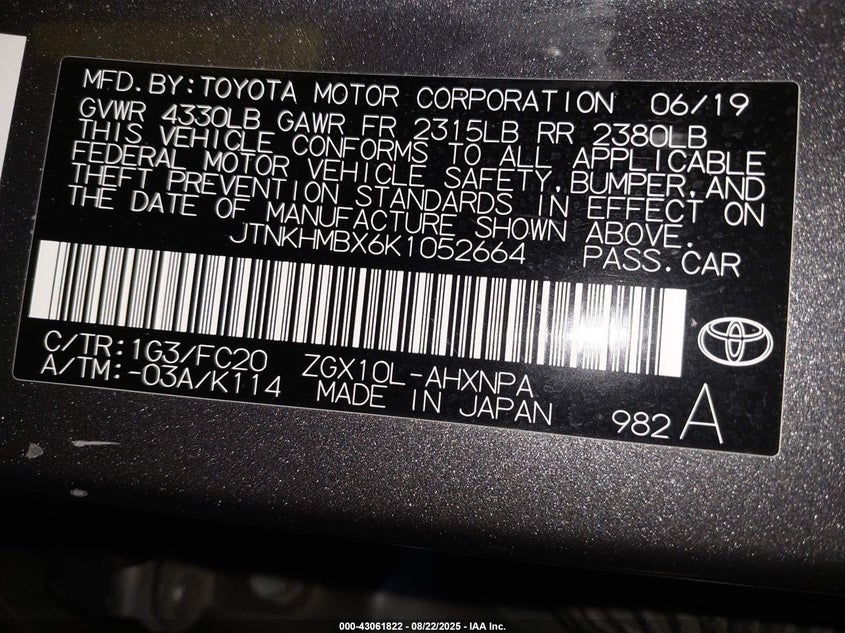 MFD.BY:TOYOTA MOTOR CORPORATION 06/19
GVWR 4330LB GAWR FR 2315LB RR 2380LB
THIS VEHICLE CONFORMS TO ALL APPLICABLE
FEDERAL MOTOR VEHICLE SAFETY,BUMPER,AND
THEFT PREVENTION STANDARDS IN EFFECT ON
THE DATE OF MANUFACTURE SHOWN ABOVE.
JTNKHMBX6K1052664 PASS.CAR
C/TR:1G3/FC20 ZGX10L-AHXNPA
A/TM:-03A/K114 MADE IN JAPAN 982 A
000-43061822 - 08/22/2025 - IAA Inc.